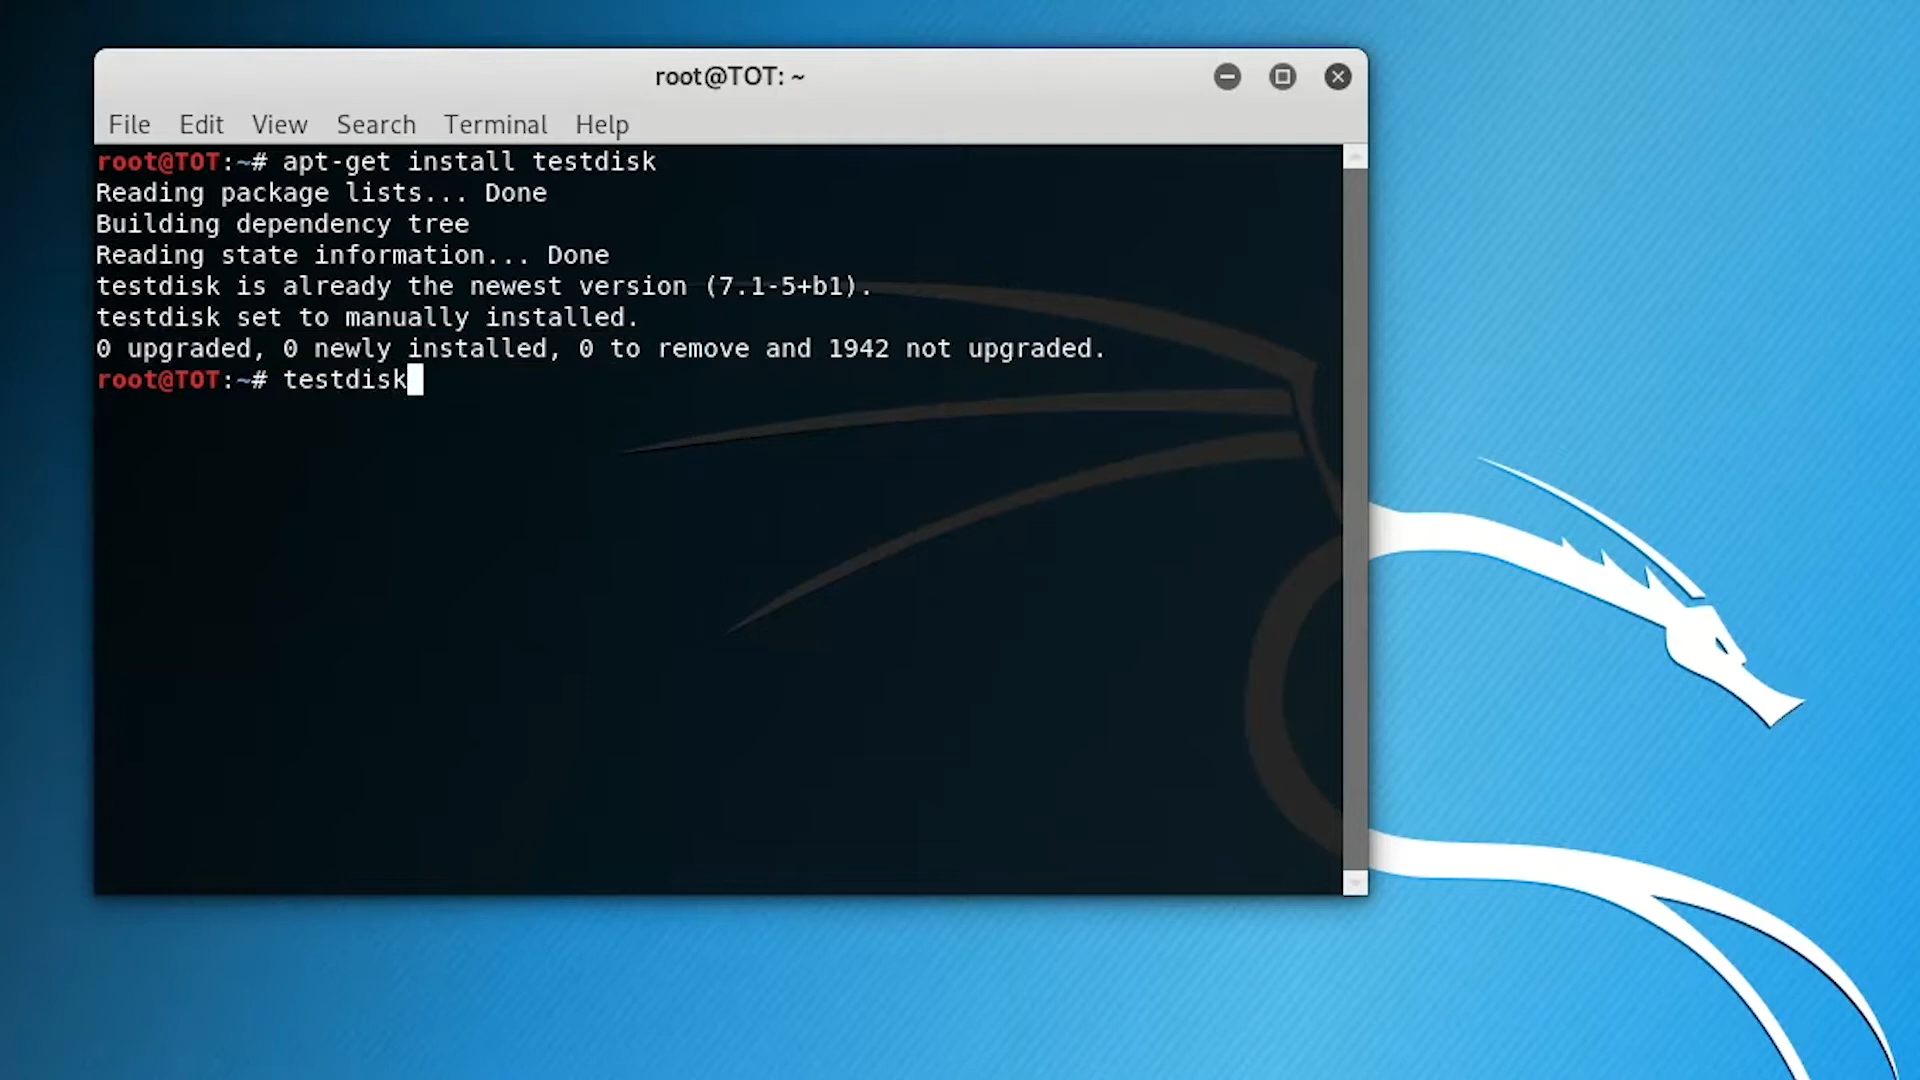 root@TOT: ~
File Edit View Search Terminal Help
root@TOT:~# apt-get install testdisk
Reading package lists... Done
Building dependency tree
Reading state information... Done
testdisk is already the newest version (7.1-5+b1).
testdisk set to manually installed.
0 upgraded, 0 newly installed, 0 to remove and 1942 not upgraded.
root@TOT:~# testdisk